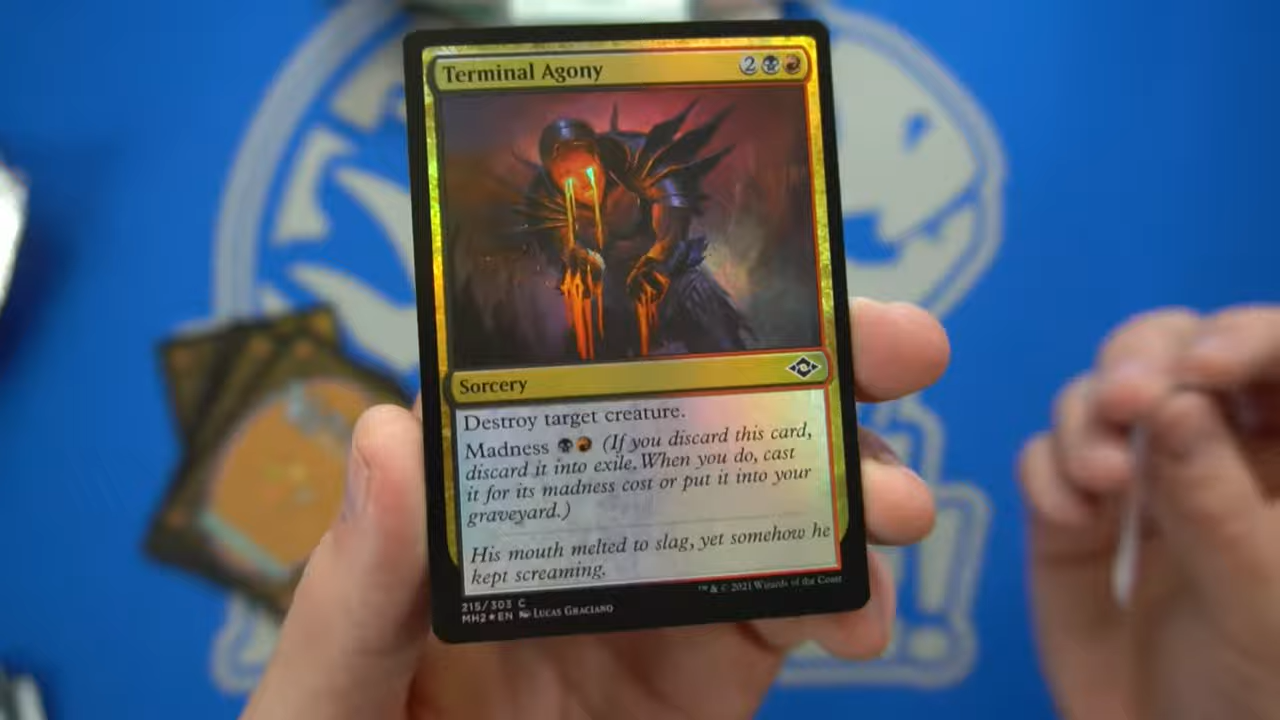 Terminal Agony 2
Sorcery
Destroy target creature.
Madness (If you discard this card,
discard it into exile. When you do, cast
it for its madness cost or put it into your
graveyard.)
His mouth melted to slag, yet somehow he
kept screaming.
215/303 C
MH2★EN Lucas Graciano
™ & © 2021 Wizards of the Coast